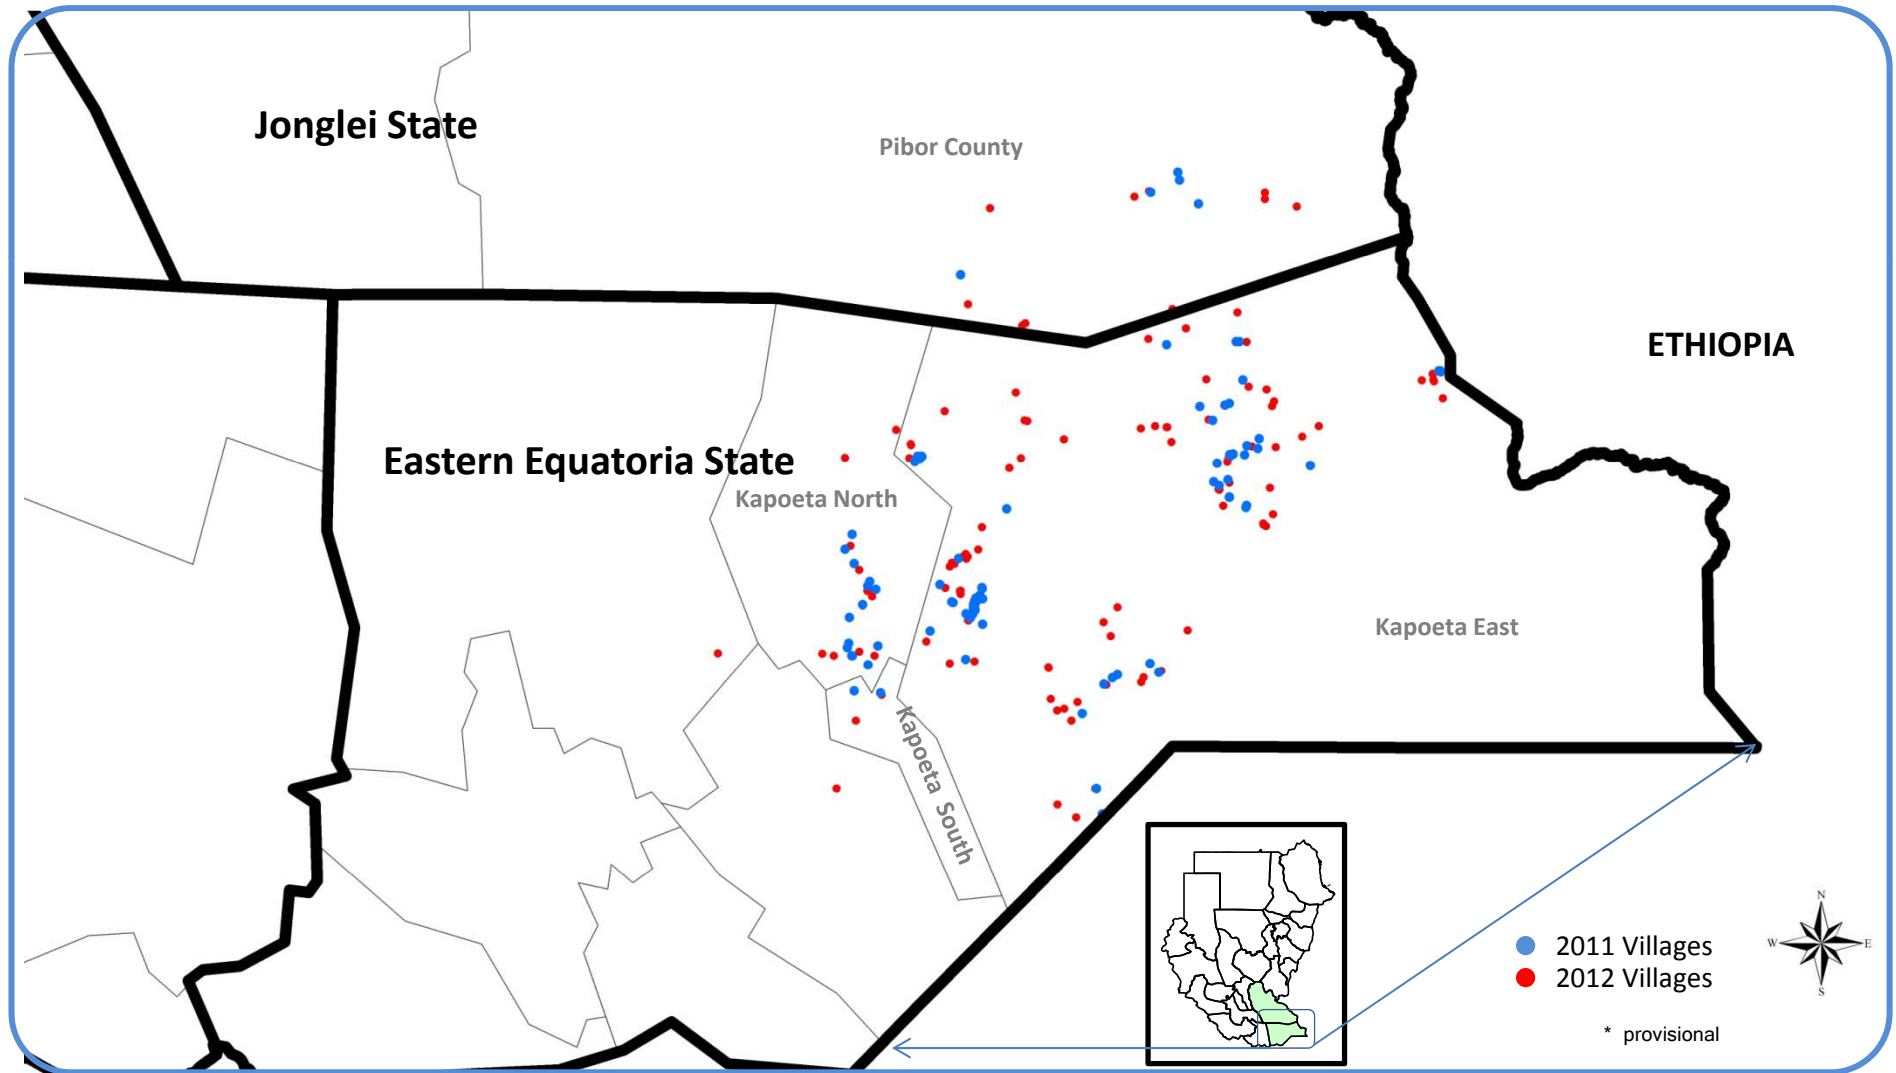 Jonglei State
Pibor County
ETHIOPIA
Eastern Equatoria State
Kapoeta North
Kapoeta East
Kapoeta South
N
W
E
S
2011 Villages
2012 Villages
* provisional